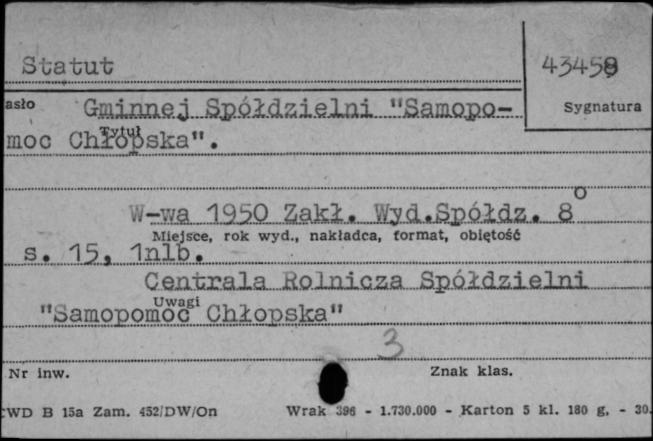 Statut
43458
asło Gminnej Spółdzielni "Samopo-
Sygnatura
Tytuł
moc Chłopska".
W-wa 1950 Zakł. Wyd.Spółdz. 8°
Miejsce, rok wyd., nakładca, format, objętość
s. 15, 1nlb.
Centrala Rolnicza Spółdzielni
Uwagi
"Samopomoc Chłopska"
3
Nr inw.
Znak klas.
CWD B 15a Zam. 452/DW/On Wrak 396 - 1.730.000 - Karton 5 kl. 180 g. - 30.